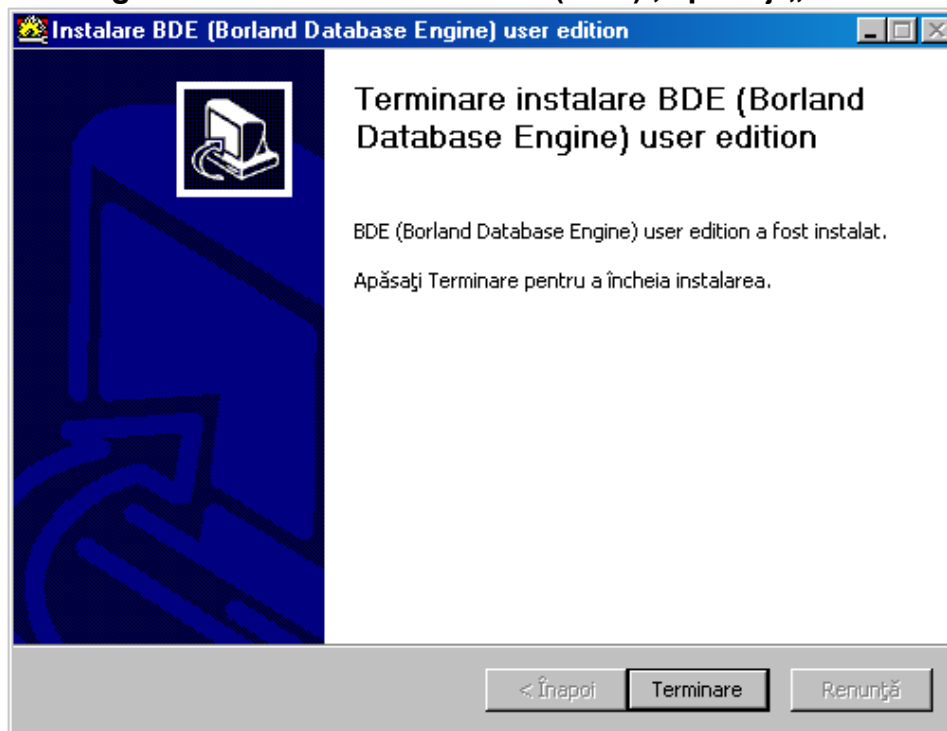 Instalare BDE (Borland Database Engine) user edition
Terminare instalare BDE (Borland
Database Engine) user edition
BDE (Borland Database Engine) user edition a fost instalat.
Apăsaţi Terminare pentru a încheia instalarea.
< Înapoi Terminare Renunţă